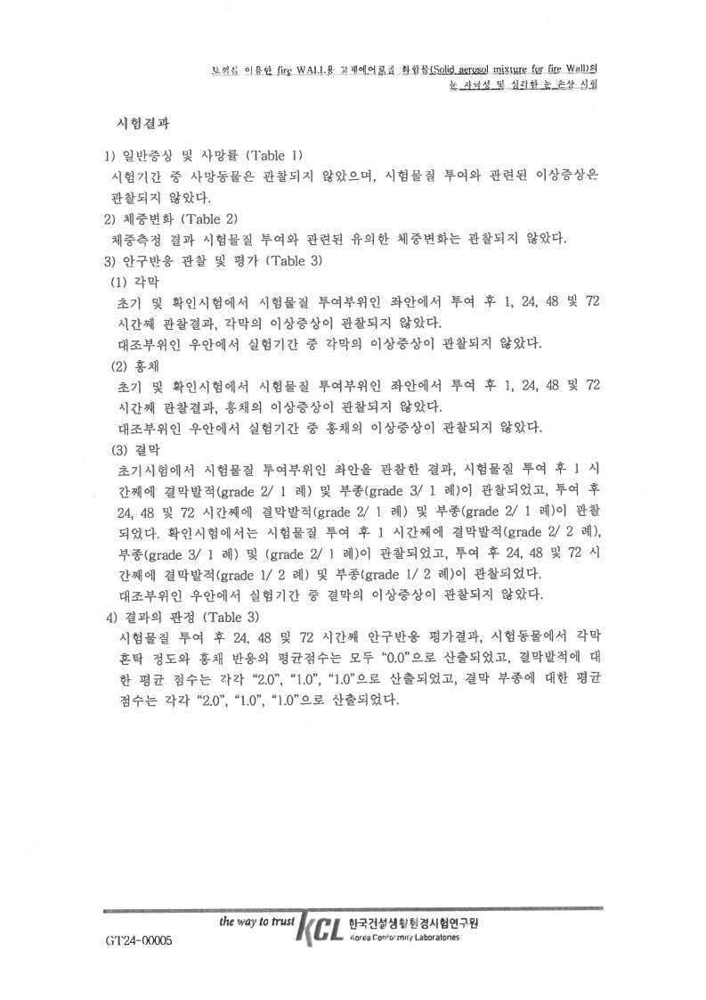 토끼를 이용한 fire WALL용 고체에어로졸 화합물(Solid aerosol mixture for fire Wall)의
눈 자극성 및 심각한 눈 손상 시험
시험결과
1) 일반증상 및 사망률 (Table 1)
시험기간 중 사망동물은 관찰되지 않았으며, 시험물질 투여와 관련된 이상증상은
관찰되지 않았다.
2) 체중변화 (Table 2)
체중측정 결과 시험물질 투여와 관련된 유의한 체중변화는 관찰되지 않았다.
3) 안구반응 관찰 및 평가 (Table 3)
(1) 각막
초기 및 확인시험에서 시험물질 투여부위인 좌안에서 투여 후 1, 24, 48 및 72
시간째 관찰결과, 각막의 이상증상이 관찰되지 않았다.
대조부위인 우안에서 실험기간 중 각막의 이상증상이 관찰되지 않았다.
(2) 홍채
초기 및 확인시험에서 시험물질 투여부위인 좌안에서 투여 후 1, 24, 48 및 72
시간째 관찰결과, 홍채의 이상증상이 관찰되지 않았다.
대조부위인 우안에서 실험기간 중 홍채의 이상증상이 관찰되지 않았다.
(3) 결막
초기시험에서 시험물질 투여부위인 좌안을 관찰한 결과, 시험물질 투여 후 1 시
간째에 결막발적(grade 2/ 1 례) 및 부종(grade 3/ 1 례)이 관찰되었고, 투여 후
24, 48 및 72 시간째에 결막발적(grade 2/ 1 례) 및 부종(grade 2/ 1 례)이 관찰
되었다. 확인시험에서는 시험물질 투여 후 1 시간째에 결막발적(grade 2/ 2 례),
부종(grade 3/ 1 례) 및 (grade 2/ 1 례)이 관찰되었고, 투여 후 24, 48 및 72 시
간째에 결막발적(grade 1/ 2 례) 및 부종(grade 1/ 2 례)이 관찰되었다.
대조부위인 우안에서 실험기간 중 결막의 이상증상이 관찰되지 않았다.
4) 결과의 판정 (Table 3)
시험물질 투여 후 24, 48 및 72 시간째 안구반응 평가결과, 시험동물에서 각막
혼탁 정도와 홍채 반응의 평균점수는 모두 “0.0”으로 산출되었고, 결막발적에 대
한 평균 점수는 각각 “2.0”, “1.0”, “1.0”으로 산출되었고, 결막 부종에 대한 평균
점수는 각각 “2.0”, “1.0”, “1.0”으로 산출되었다.
the way to trust KCL 한국건설생활환경시험연구원
Korea Conformity Laboratories
GT24-00005